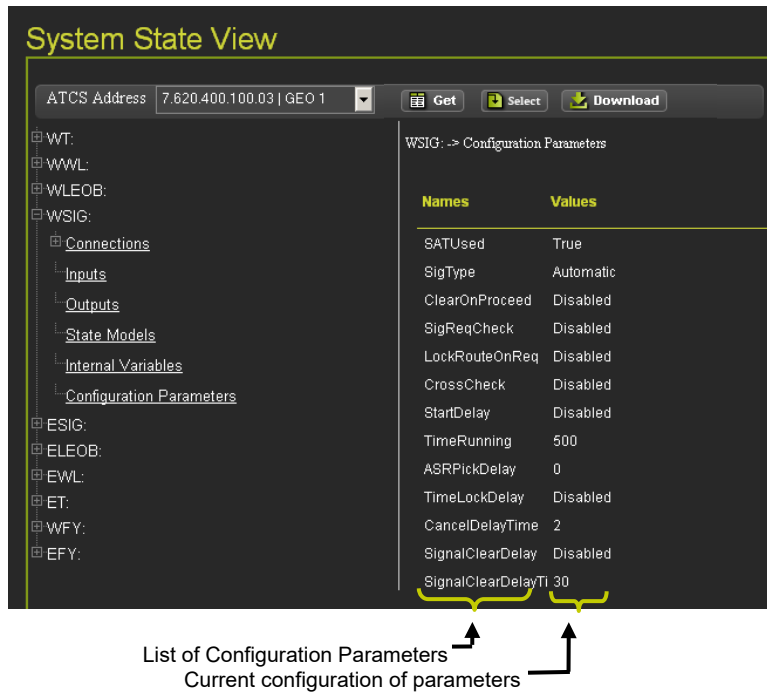 System State View
ATCS Address 7.620.400.100.03 | GEO 1 Get Select Download
WT:
WWL:
WLEOB:
WSIG:
Connections
Inputs
Outputs
State Models
Internal Variables
Configuration Parameters
ESIG:
ELEOB:
EWL:
ET:
WFY:
EFY:
WSIG: -> Configuration Parameters
Names Values
SATUsed True
SigType Automatic
ClearOnProceed Disabled
SigReqCheck Disabled
LockRouteOnReq Disabled
CrossCheck Disabled
StartDelay Disabled
TimeRunning 500
ASRPickDelay 0
TimeLockDelay Disabled
CancelDelayTime 2
SignalClearDelay Disabled
SignalClearDelayTi 30
List of Configuration Parameters
Current configuration of parameters